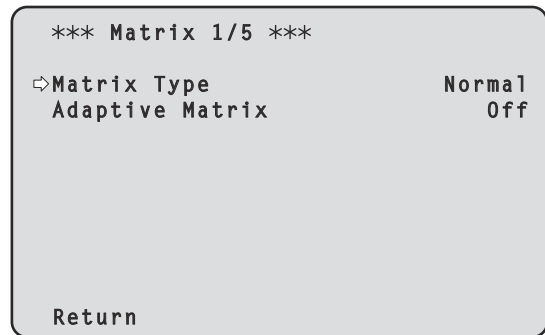 *** Matrix 1/5 ***
⇨Matrix Type Normal
Adaptive Matrix Off
Return